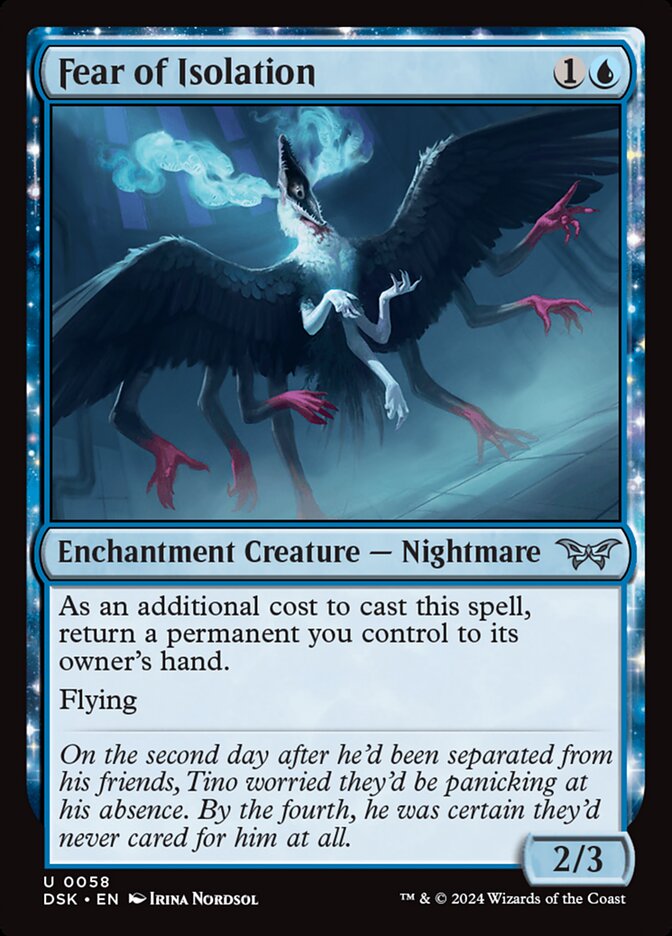 Fear of Isolation
1
Enchantment Creature — Nightmare
As an additional cost to cast this spell,
return a permanent you control to its
owner's hand.
Flying
On the second day after he'd been separated from
his friends, Tino worried they'd be panicking at
his absence. By the fourth, he was certain they'd
never cared for him at all.
2/3
U 0058
DSK • EN Irina Nordsol
™ & © 2024 Wizards of the Coast